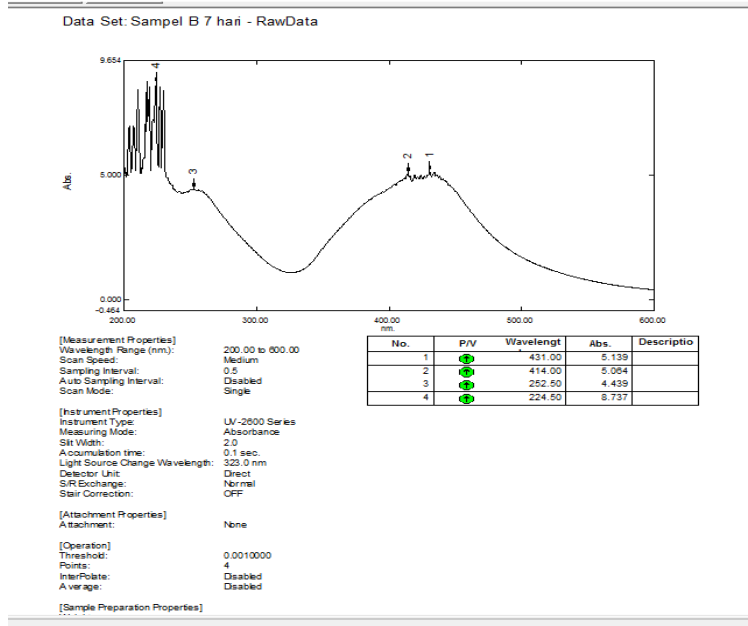 Data Set: Sampel B 7 hari - RawData
9.654
5.000
0.000
-0.464
Abs.
4
3
2
1
200.00 300.00 400.00 500.00 600.00
nm.
No. P/V Wavelengt Abs. Descriptio
1 431.00 5.139
2 414.00 5.064
3 252.50 4.439
4 224.50 8.737
[Measurement Properties]
Wavelength Range (nm.): 200.00 to 600.00
Scan Speed: Medium
Sampling Interval: 0.5
Auto Sampling Interval: Disabled
Scan Mode: Single
[Instrument Properties]
Instrument Type: UV-2600 Series
Measuring Mode: Absorbance
Slit Width: 2.0
Accumulation time: 0.1 sec.
Light Source Change Wavelength: 323.0 nm
Detector Unit: Direct
S/R Exchange: Normal
Stair Correction: OFF
[Attachment Properties]
Attachment: None
[Operation]
Threshold: 0.0010000
Points: 4
InterPolate: Disabled
Average: Disabled
[Sample Preparation Properties]